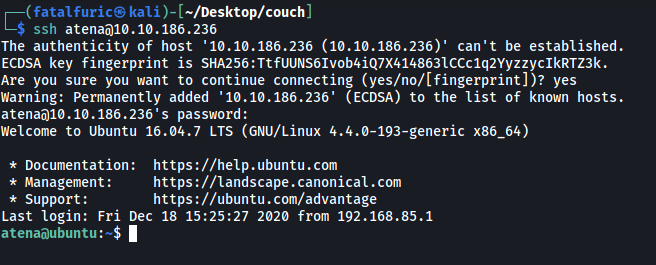 (fatalfuric㉿kali)-[~/Desktop/couch]
$ ssh atena@10.10.186.236
The authenticity of host '10.10.186.236 (10.10.186.236)' can't be established.
ECDSA key fingerprint is SHA256:TtfUUNS6Ivob4iQ7X414863lCCc1q2YyzzycIkRTZ3k.
Are you sure you want to continue connecting (yes/no/[fingerprint])? yes
Warning: Permanently added '10.10.186.236' (ECDSA) to the list of known hosts.
atena@10.10.186.236's password:
Welcome to Ubuntu 16.04.7 LTS (GNU/Linux 4.4.0-193-generic x86_64)
* Documentation: https://help.ubuntu.com
* Management: https://landscape.canonical.com
* Support: https://ubuntu.com/advantage
Last login: Fri Dec 18 15:25:27 2020 from 192.168.85.1
atena@ubuntu:~$